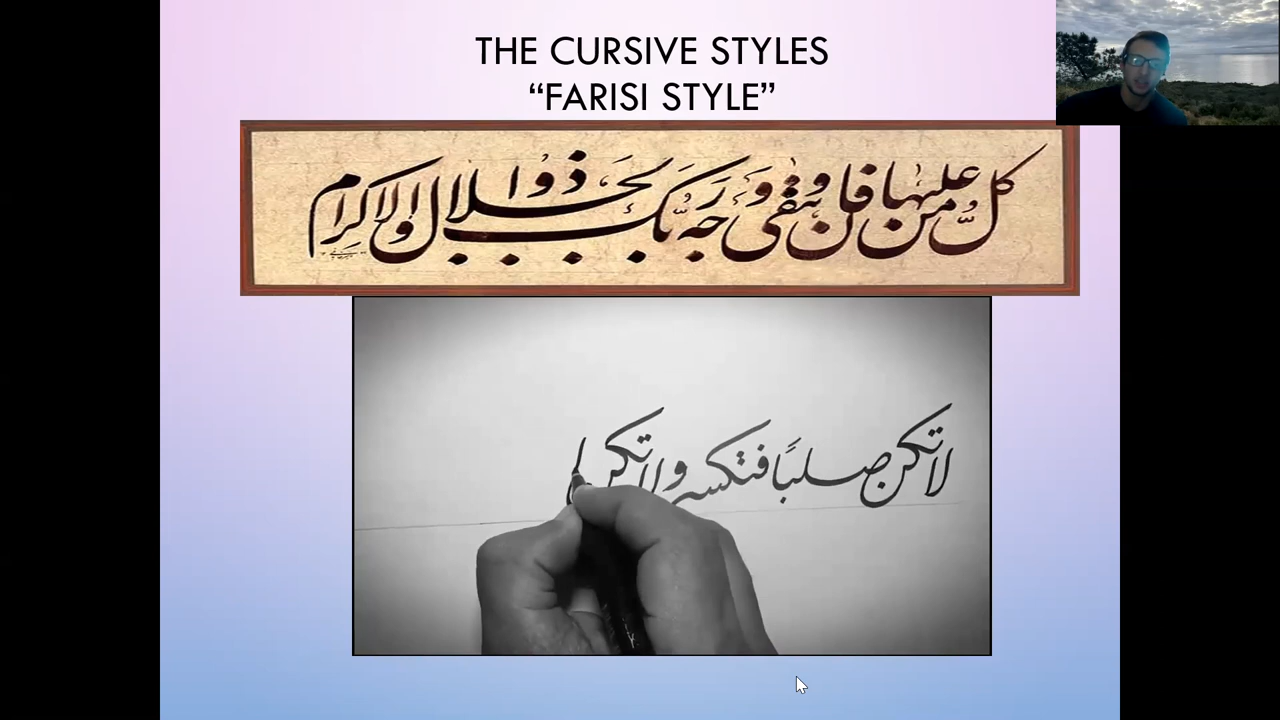 THE CURSIVE STYLES
“FARISI STYLE”
كل من عليها فان ويبقى وجه ربك ذو الجلال والاكرام
لا تكن صلبًا فتكسر ولا تكن